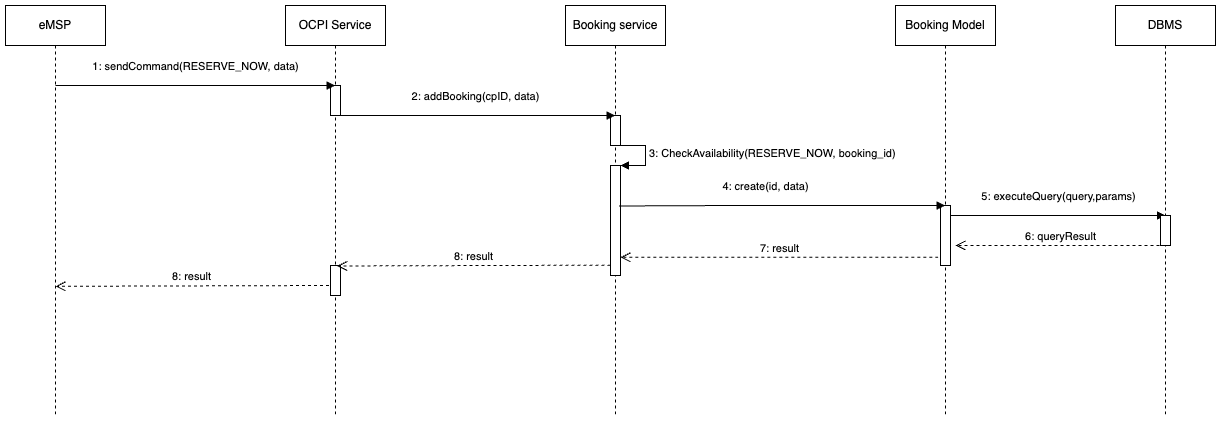 eMSP
OCPI Service
Booking service
Booking Model
DBMS
1: sendCommand(RESERVE_NOW, data)
2: addBooking(cpID, data)
3: CheckAvailability(RESERVE_NOW, booking_id)
4: create(id, data)
5: executeQuery(query,params)
6: queryResult
7: result
8: result
8: result